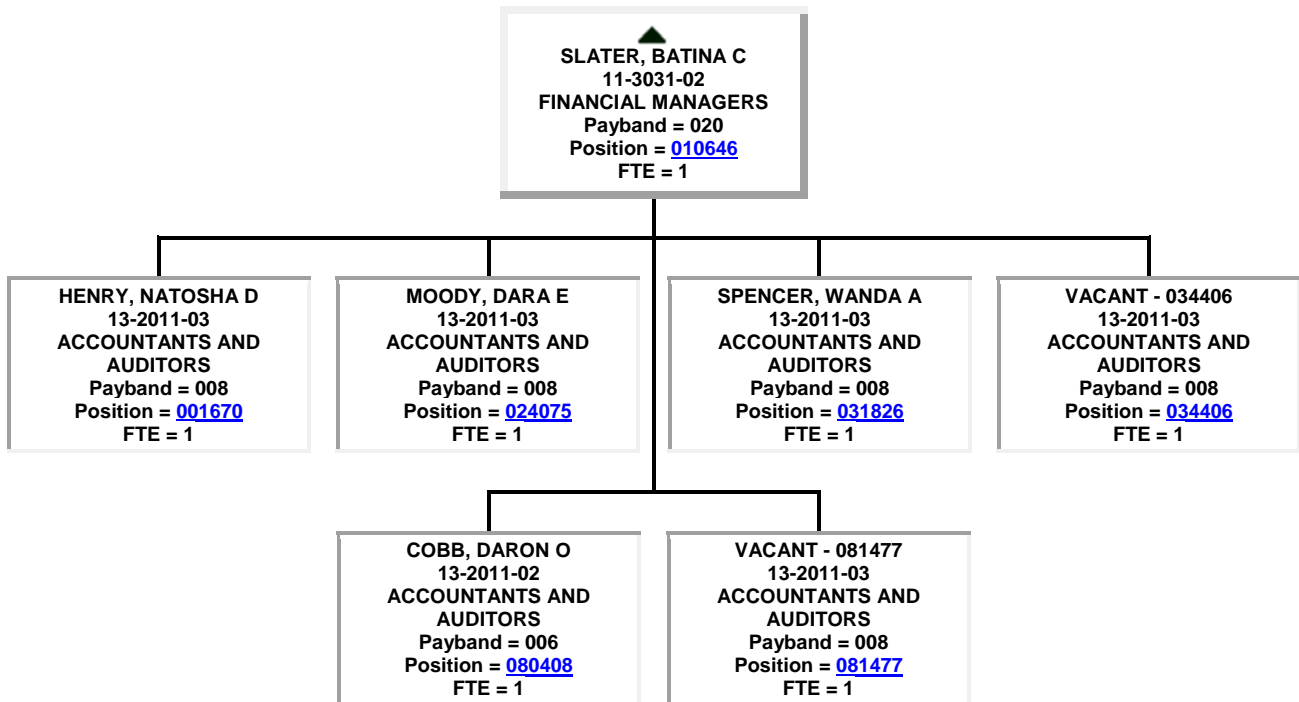 SLATER, BATINA C
11-3031-02
FINANCIAL MANAGERS
Payband = 020
Position = 010646
FTE = 1
HENRY, NATOSHA D
13-2011-03
ACCOUNTANTS AND
AUDITORS
Payband = 008
Position = 001670
FTE = 1
MOODY, DARA E
13-2011-03
ACCOUNTANTS AND
AUDITORS
Payband = 008
Position = 024075
FTE = 1
SPENCER, WANDA A
13-2011-03
ACCOUNTANTS AND
AUDITORS
Payband = 008
Position = 031826
FTE = 1
VACANT - 034406
13-2011-03
ACCOUNTANTS AND
AUDITORS
Payband = 008
Position = 034406
FTE = 1
COBB, DARON O
13-2011-02
ACCOUNTANTS AND
AUDITORS
Payband = 006
Position = 080408
FTE = 1
VACANT - 081477
13-2011-03
ACCOUNTANTS AND
AUDITORS
Payband = 008
Position = 081477
FTE = 1